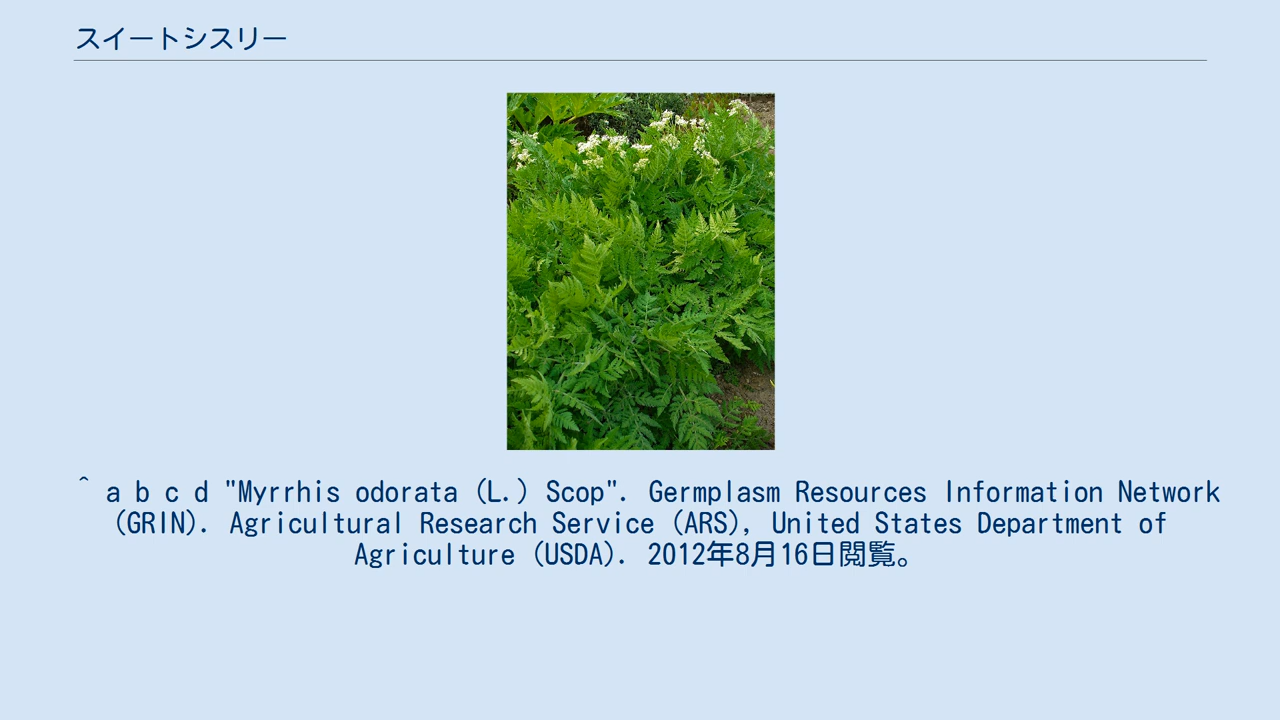 スイートシスリー
^ a b c d "Myrrhis odorata (L.) Scop". Germplasm Resources Information Network
(GRIN). Agricultural Research Service (ARS), United States Department of
Agriculture (USDA). 2012年8月16日閲覧。